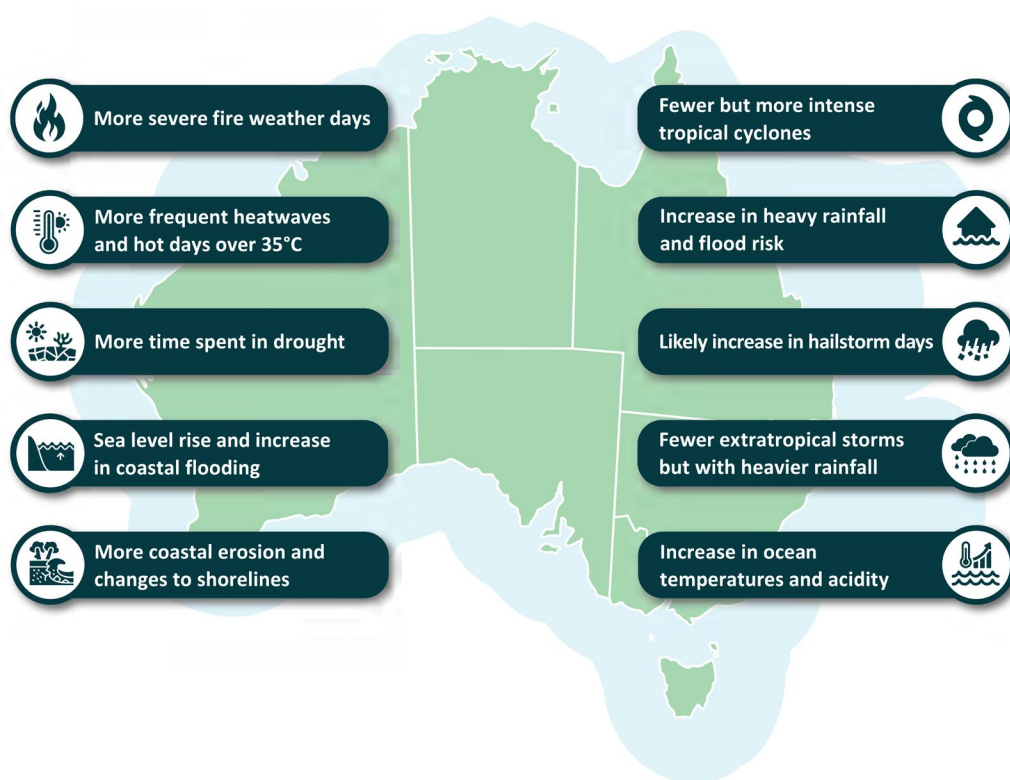 More severe fire weather days
More frequent heatwaves
and hot days over 35°C
More time spent in drought
Sea level rise and increase
in coastal flooding
More coastal erosion and
changes to shorelines
Fewer but more intense
tropical cyclones
Increase in heavy rainfall
and flood risk
Likely increase in hailstorm days
Fewer extratropical storms
but with heavier rainfall
Increase in ocean
temperatures and acidity